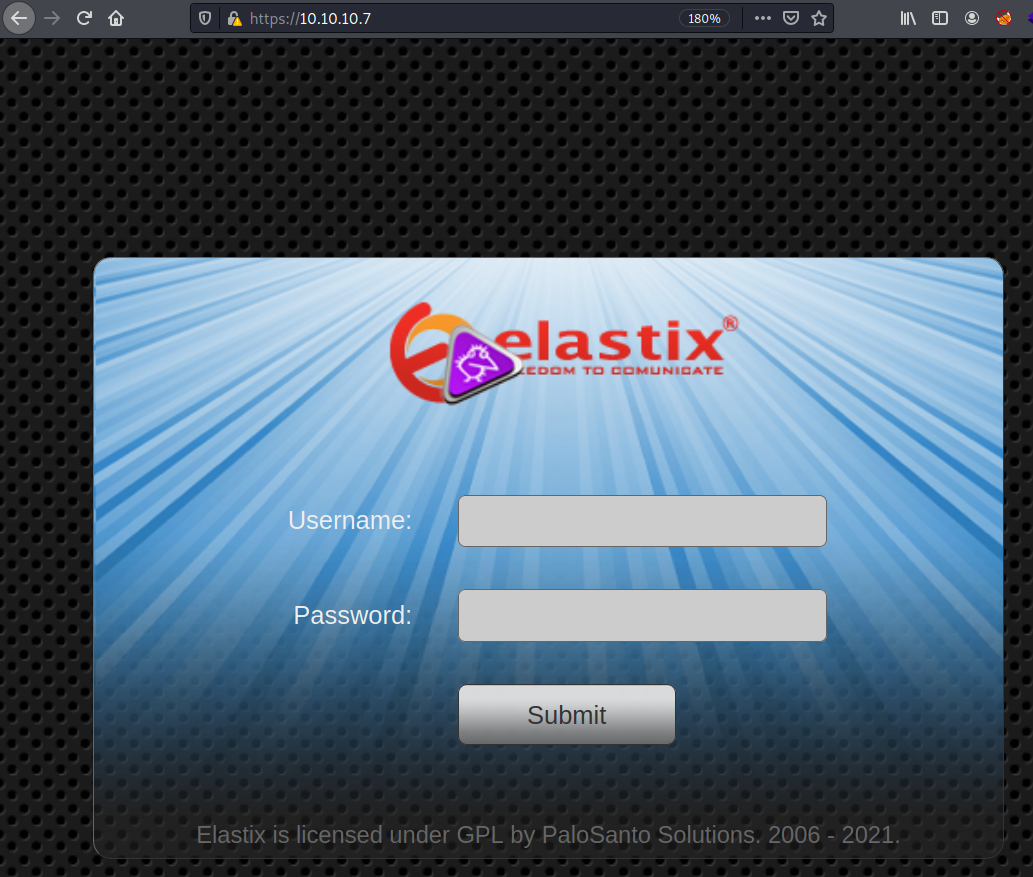 https://10.10.10.7
180%
elastix®
EEDOM TO COMUNICATE
Username:
Password:
Submit
Elastix is licensed under GPL by PaloSanto Solutions. 2006 - 2021.